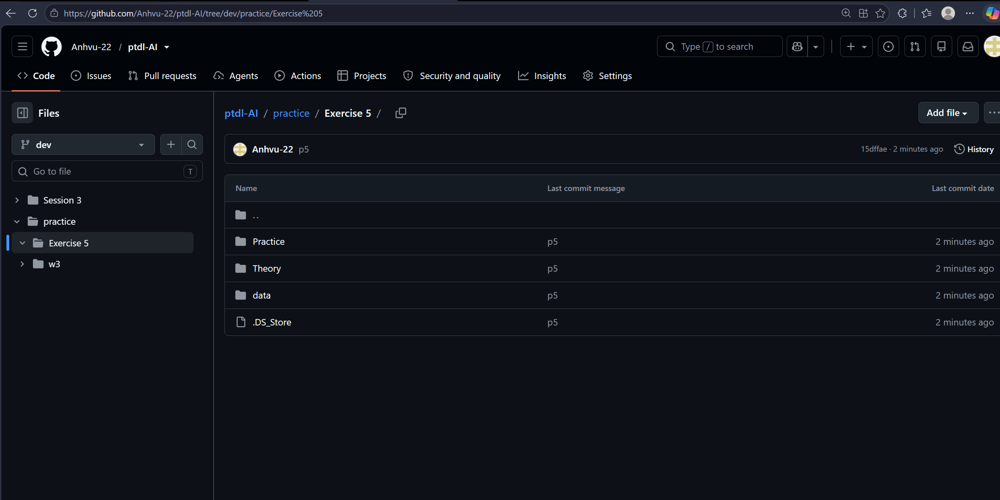 https://github.com/Anhvu-22/ptdl-AI/tree/dev/practice/Exercise%205
Anhvu-22 / ptdl-AI
Type / to search
Code
Issues
Pull requests
Agents
Actions
Projects
Security and quality
Insights
Settings
Files
dev
Go to file
T
Session 3
practice
Exercise 5
w3
ptdl-AI / practice / Exercise 5 /
Add file
Anhvu-22 p5
15dffae · 2 minutes ago
History
Name Last commit message Last commit date
..
Practice p5 2 minutes ago
Theory p5 2 minutes ago
data p5 2 minutes ago
.DS_Store p5 2 minutes ago